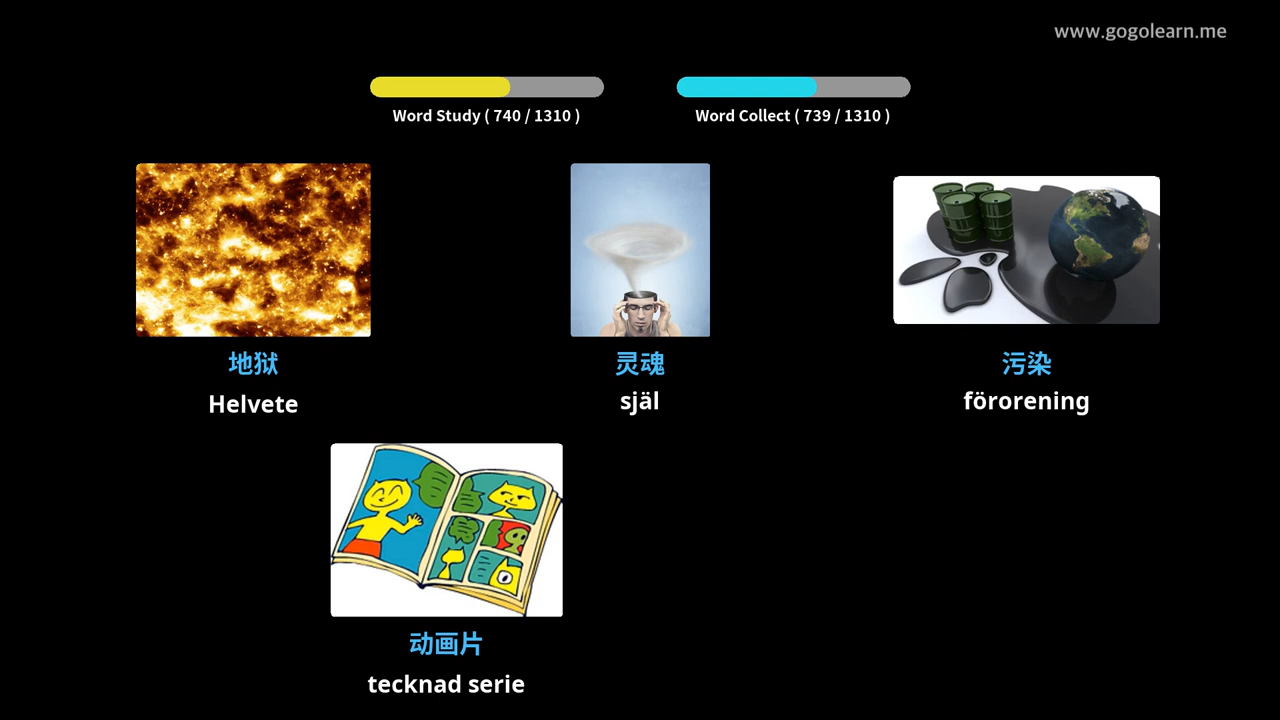 www.gogolearn.me
Word Study ( 740 / 1310 )
Word Collect ( 739 / 1310 )
地狱
Helvete
灵魂
själ
污染
förorening
动画片
tecknad serie